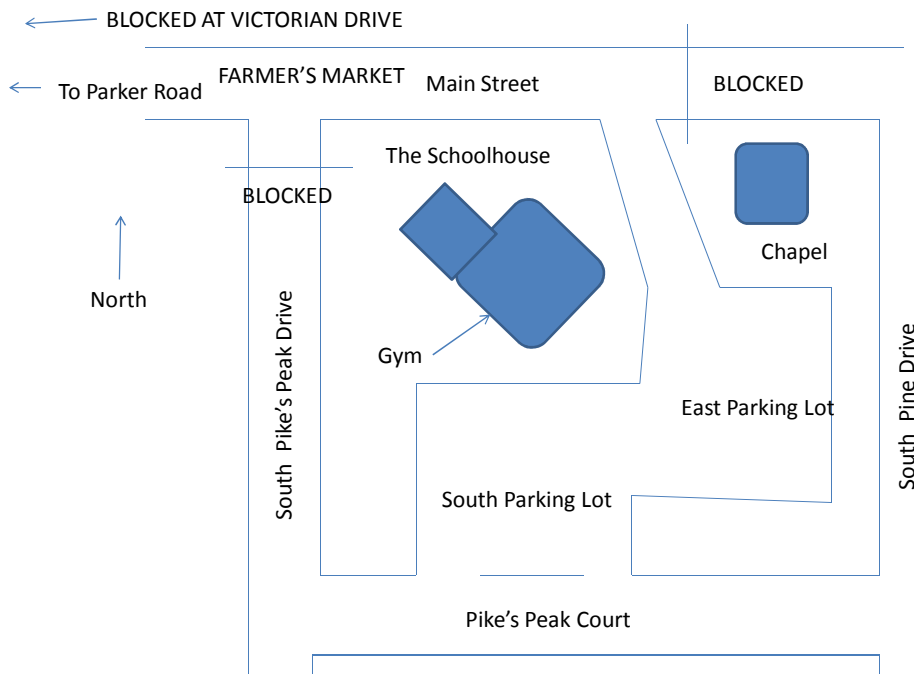 BLOCKED AT VICTORIAN DRIVE
FARMER’S MARKET
To Parker Road
Main Street
BLOCKED
The Schoolhouse
BLOCKED
Chapel
North
South Pike’s Peak Drive
Gym
South Pine Drive
East Parking Lot
South Parking Lot
Pike’s Peak Court